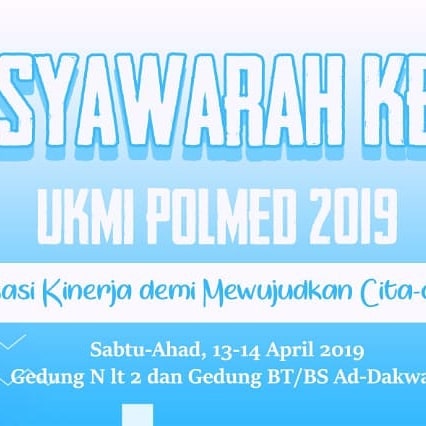 SYAWARAH KE
UKMI POLMED 2019
asi Kinerja demi Mewujudkan Cita-c
Sabtu-Ahad, 13-14 April 2019
Gedung N lt 2 dan Gedung BT/BS Ad-Dakwa